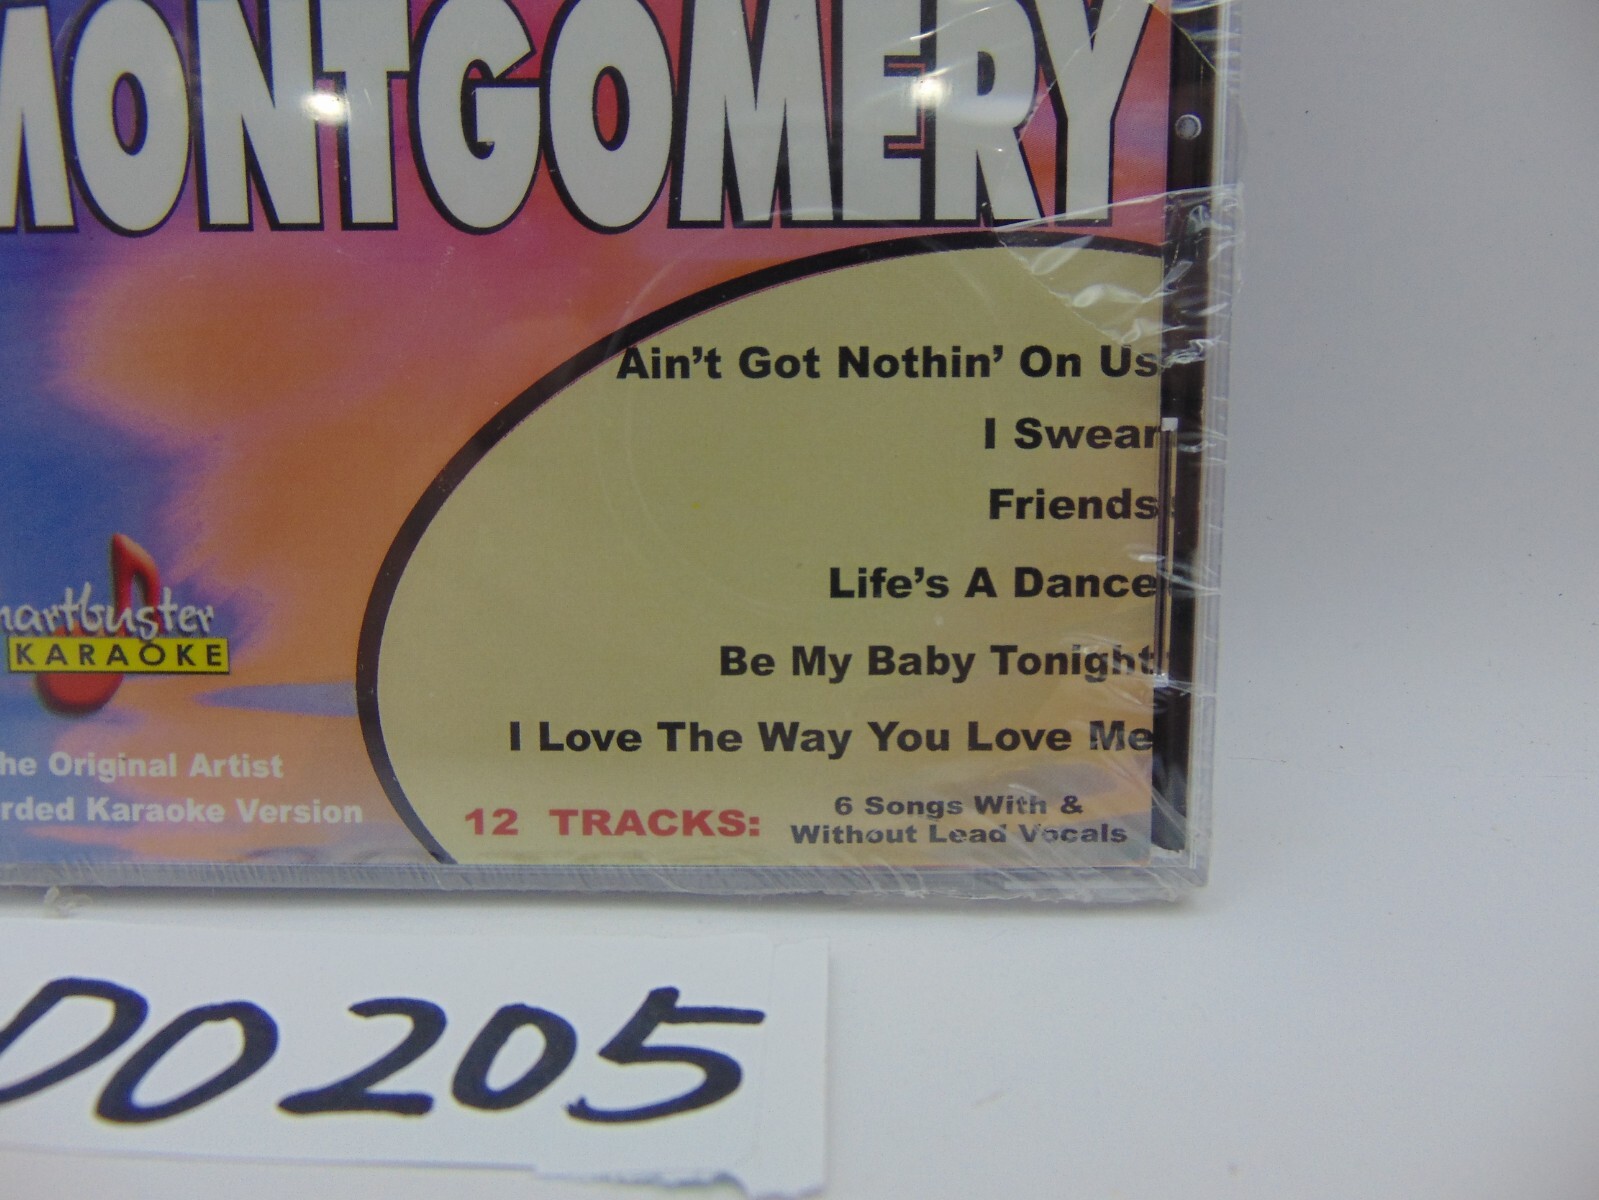 MONTGOMERY
Ain't Got Nothin' On Us
I Swear
Friends
Life's A Dance
Be My Baby Tonight
I Love The Way You Love Me
12 TRACKS: 6 Songs With &
Without Lead Vocals
hartbuster
KARAOKE
he Original Artist
rded Karaoke Version
00205